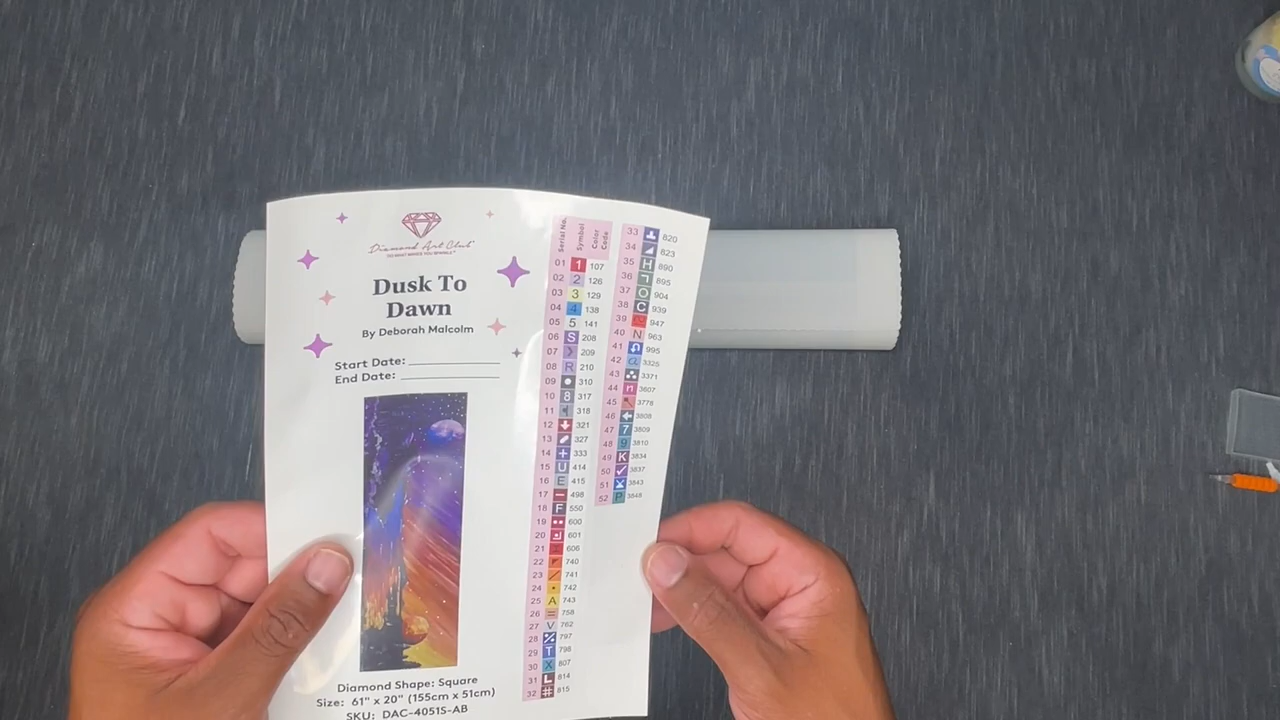 Diamond Art Club
DO WHAT MAKES YOU SPARKLE
Dusk To
Dawn
By Deborah Malcolm
Start Date:
End Date:
Diamond Shape: Square
Size: 61" x 20" (155cm x 51cm)
SKU: DAC-4051S-AB
Serial No. Symbol Color Code
01 1 107
02 2 126
03 3 129
04 4 138
05 5 141
06 S 208
07 209
08 R 210
09 310
10 8 317
11 318
12 321
13 327
14 + 333
15 U 414
16 E 415
17 498
18 F 550
19 600
20 601
21 606
22 740
23 / 741
24 742
25 A 743
26 = 758
27 V 762
28 797
29 T 798
30 X 807
31 L 814
32 # 815
33 820
34 823
35 H 890
36 895
37 O 904
38 C 939
39 947
40 N 963
41 995
42 3325
43 3371
44 n 3607
45 3776
46 3808
47 7 3809
48 9 3810
49 K 3834
50 3837
51 3843
52 P 3848